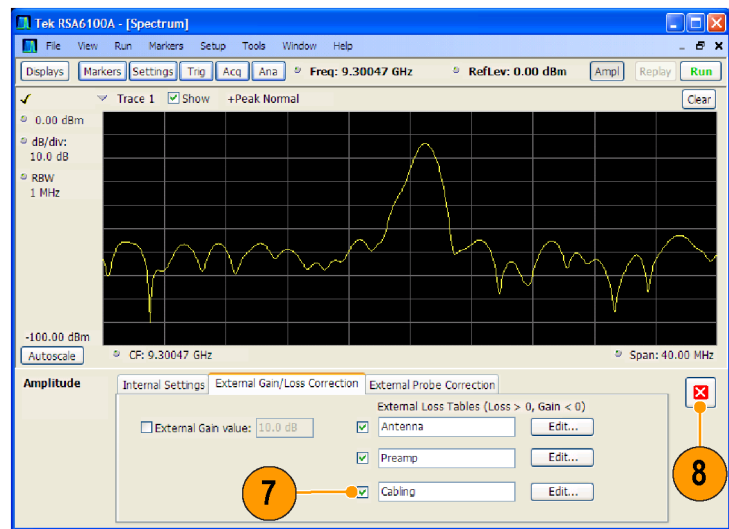 Tek RSA6100A - [Spectrum]
File View Run Markers Setup Tools Window Help
Displays Markers Settings Trig Acq Ana Freq: 9.30047 GHz RefLev: 0.00 dBm Ampl Replay Run
Trace 1 Show +Peak Normal Clear
0.00 dBm
dB/div:
10.0 dB
RBW
1 MHz
-100.00 dBm
Autoscale CF: 9.30047 GHz Span: 40.00 MHz
Amplitude Internal Settings External Gain/Loss Correction External Probe Correction
External Loss Tables (Loss > 0, Gain < 0)
External Gain value: 10.0 dB Antenna Edit...
Preamp Edit...
7 Cabling Edit...
8